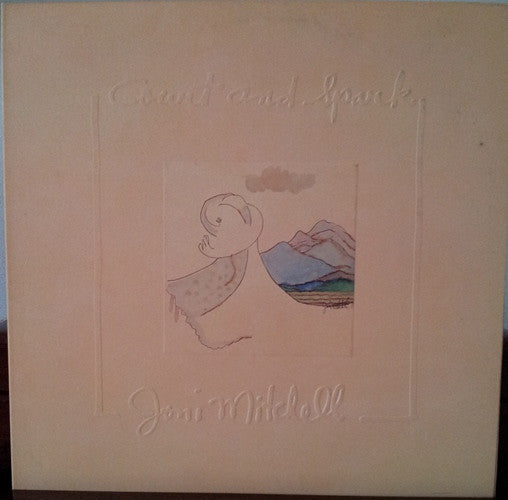 Court and Spark
Joni Mitchell